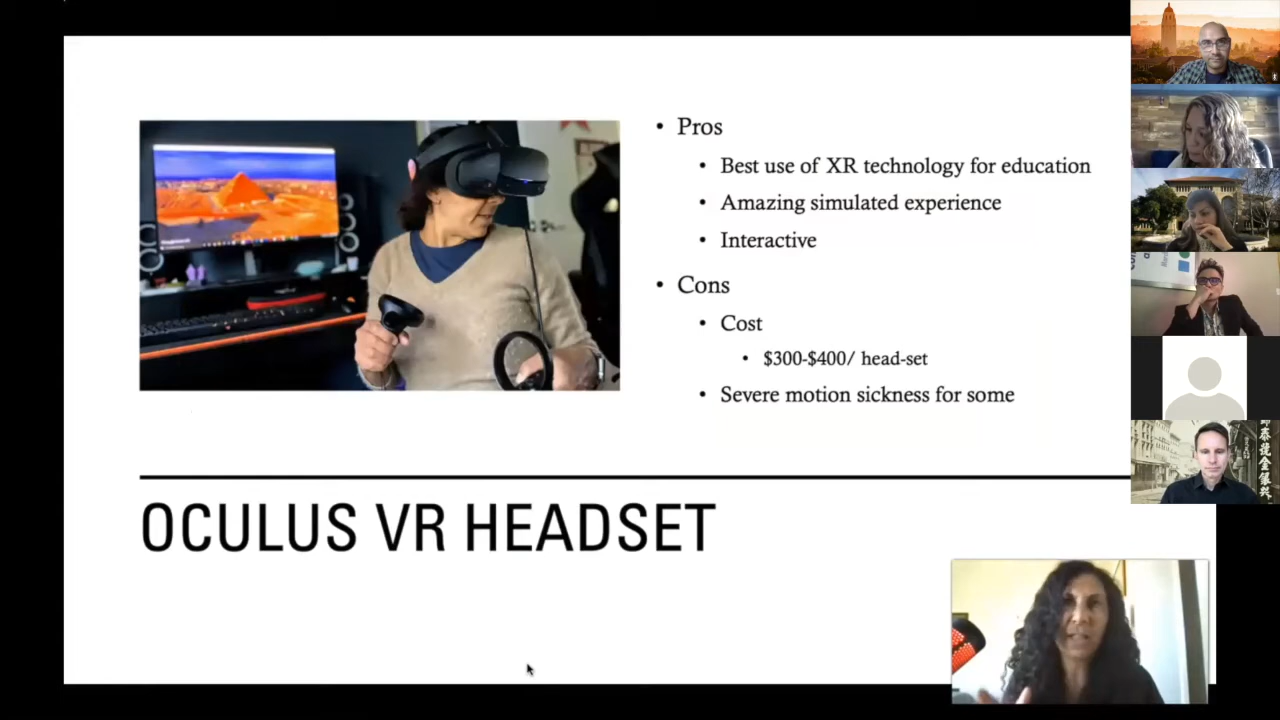 • Pros
• Best use of XR technology for education
• Amazing simulated experience
• Interactive
• Cons
• Cost
• $300-$400/ head-set
• Severe motion sickness for some
OCULUS VR HEADSET